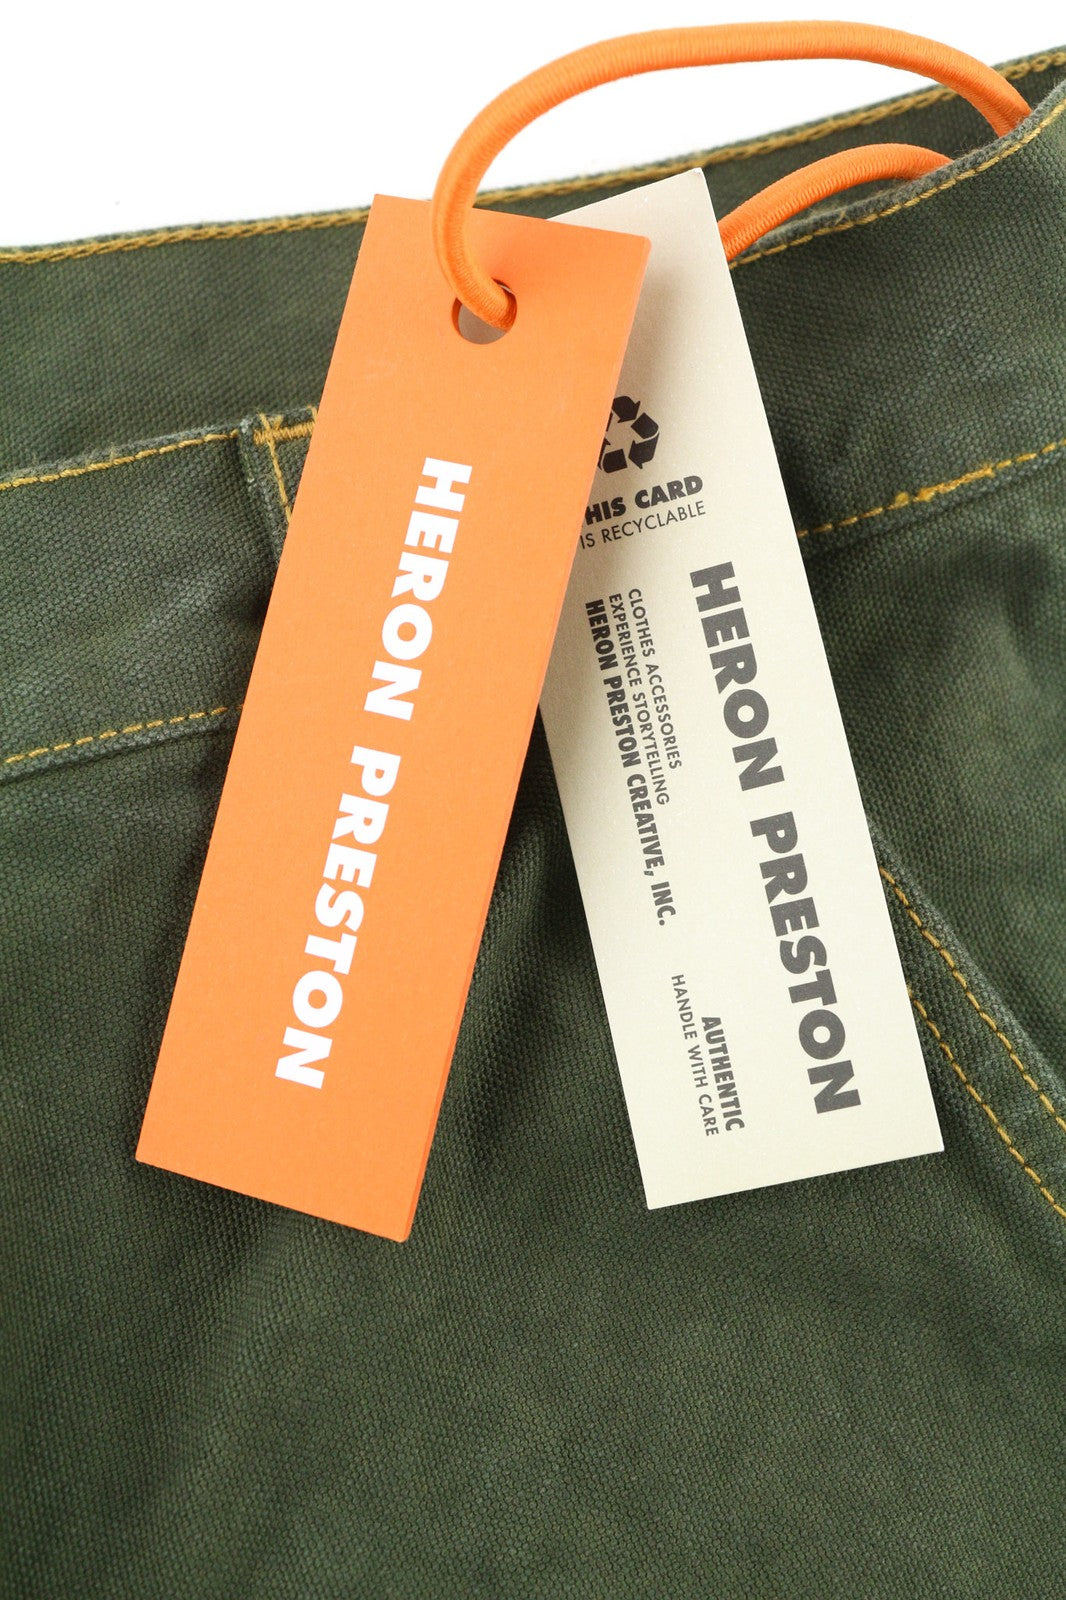 HERON PRESTON
THIS CARD
IS RECYCLABLE
HERON PRESTON
CLOTHES ACCESSORIES
EXPERIENCE STORYTELLING
HERON PRESTON CREATIVE, INC.
AUTHENTIC
HANDLE WITH CARE